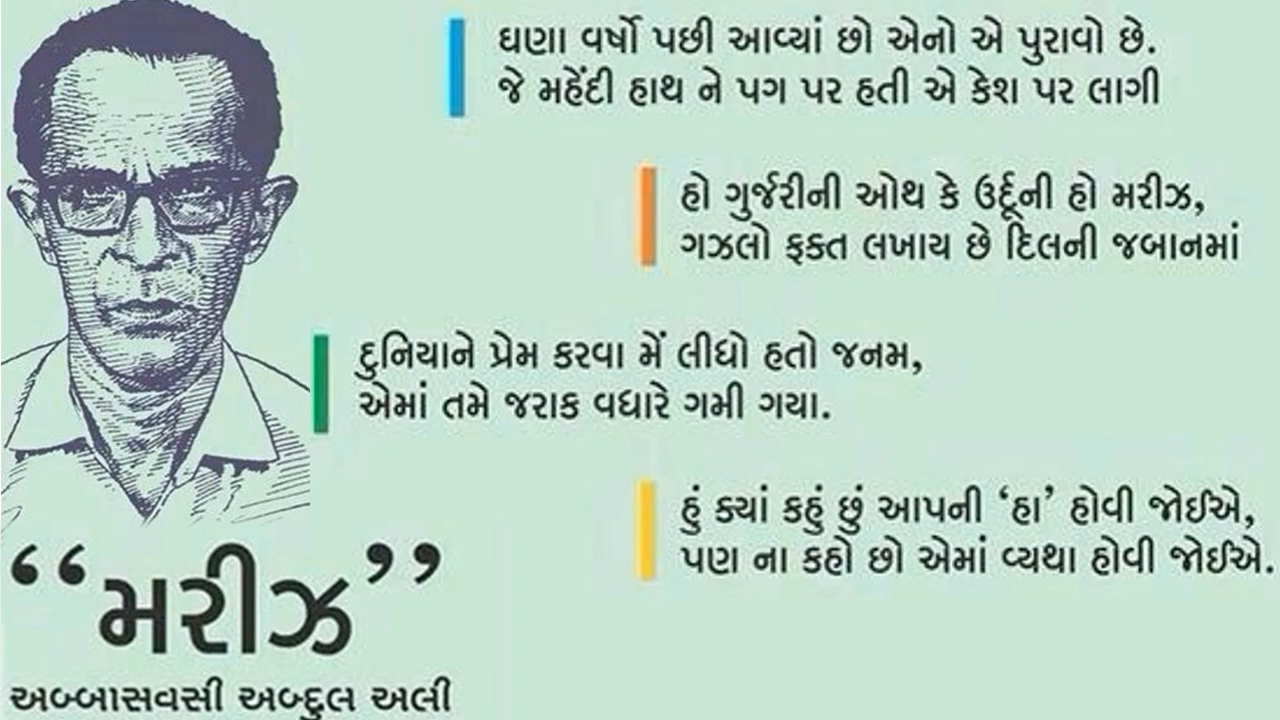 ઘણા વર્ષો પછી આવ્યાં છો એનો એ પુરાવો છે.
જે મહેંદી હાથ ને પગ પર હતી એ કેશ પર લાગી
હો ગુર્જરીની ઓથ કે ઉર્દૂની હો મરીઝ,
ગઝલો ફક્ત લખાય છે દિલની જબાનમાં
દુનિયાને પ્રેમ કરવા મેં લીધો હતો જનમ,
એમાં તમે જરાક વધારે ગમી ગયા.
હું ક્યાં કહું છું આપની ‘હા’ હોવી જોઈએ,
પણ ના કહો છો એમાં વ્યથા હોવી જોઈએ.
“મરીઝ”
અબ્બાસવસી અબ્દુલ અલી